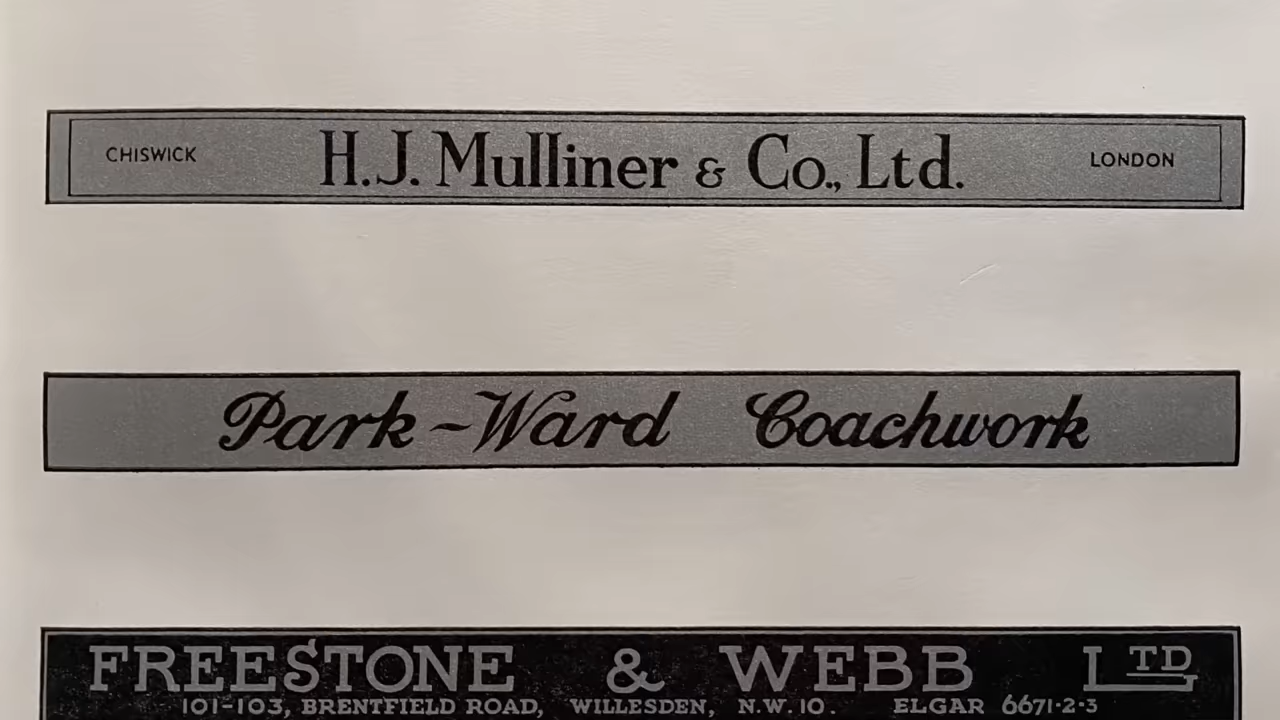 CHISWICK H.J. Mulliner & Co., Ltd. LONDON
Park-Ward Coachwork
FREESTONE & WEBB LTD
101-103, BRENTFIELD ROAD, WILLESDEN, N.W.10. ELGAR 6671·2·3